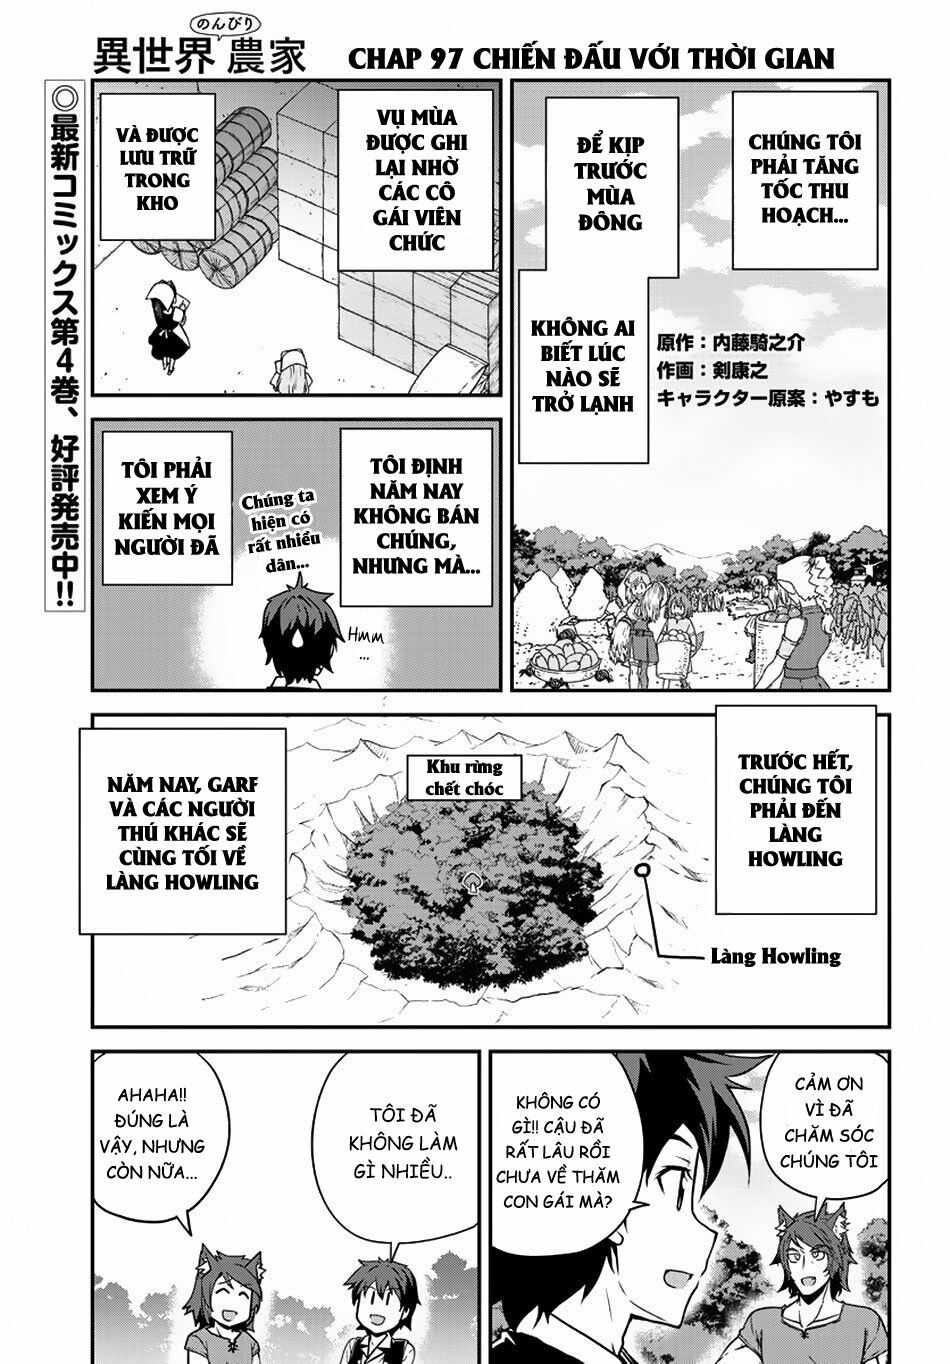 異世界 のんびり 農家
CHAP 97 CHIẾN ĐẤU VỚI THỜI GIAN
◎最新コミックス第4巻、好評発売中!!
CHÚNG TÔI
PHẢI TĂNG
TỐC THU
HOẠCH...
ĐỂ KỊP
TRƯỚC
MÙA
ĐÔNG
KHÔNG AI
BIẾT LÚC
NÀO SẼ
TRỞ LẠNH
原作：内藤騎之介
作画：剣康之
キャラクター原案：やすも
VỤ MÙA
ĐƯỢC GHI
LẠI NHỜ
CÁC CÔ
GÁI VIÊN
CHỨC
VÀ ĐƯỢC
LƯU TRỮ
TRONG
KHO
TÔI ĐỊNH
NĂM NAY
KHÔNG BÁN
CHÚNG,
NHƯNG MÀ...
Chúng ta
hiện có
rất nhiều
dân...
HMM
...
TÔI PHẢI
XEM Ý
KIẾN MỌI
NGƯỜI ĐÃ
TRƯỚC HẾT,
CHÚNG TÔI
PHẢI ĐẾN
LÀNG
HOWLING
Khu rừng
chết chóc
Làng Howling
NĂM NAY, GARF
VÀ CÁC NGƯỜI
THÚ KHÁC SẼ
CÙNG TỐI VỀ
LÀNG HOWLING
CẢM ƠN
VÌ ĐÃ
CHĂM SÓC
CHÚNG TÔI
KHÔNG CÓ
GÌ!! CẬU ĐÃ
RẤT LÂU RỒI
CHƯA VỀ THĂM
CON GÁI MÀ?
TÔI ĐÃ
KHÔNG LÀM
GÌ NHIỀU..
AHAHA!!
ĐÚNG LÀ
VẬY, NHƯNG
CÒN NỮA...